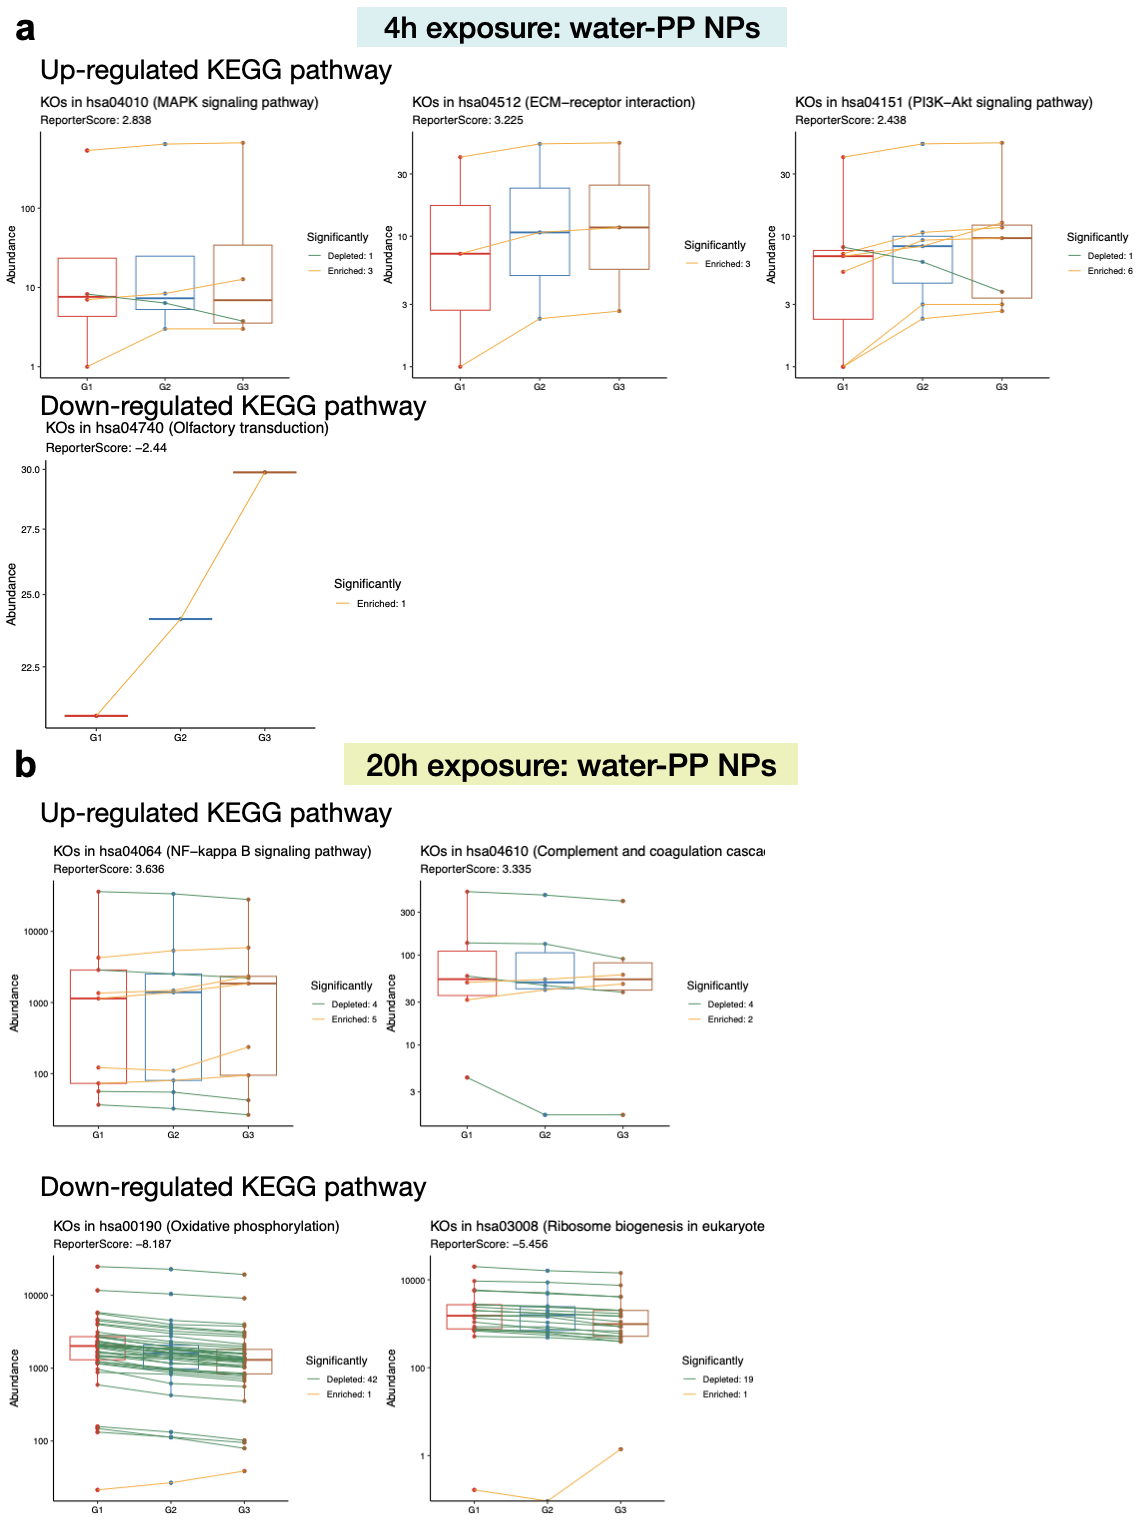 a
4h exposure: water-PP NPs
Up-regulated KEGG pathway
KOs in hsa04010 (MAPK signaling pathway)
ReporterScore: 2.838
Abundance
100
10
1
G1 G2 G3
Significantly
Depleted: 1
Enriched: 3
KOs in hsa04512 (ECM−receptor interaction)
ReporterScore: 3.225
Abundance
30
10
3
1
G1 G2 G3
Significantly
Enriched: 3
KOs in hsa04151 (PI3K−Akt signaling pathway)
ReporterScore: 2.438
Abundance
30
10
3
1
G1 G2 G3
Significantly
Depleted: 1
Enriched: 6
Down-regulated KEGG pathway
KOs in hsa04740 (Olfactory transduction)
ReporterScore: −2.44
Abundance
30.0
27.5
25.0
22.5
G1 G2 G3
Significantly
Enriched: 1
b
20h exposure: water-PP NPs
Up-regulated KEGG pathway
KOs in hsa04064 (NF−kappa B signaling pathway)
ReporterScore: 3.636
Abundance
10000
1000
100
G1 G2 G3
Significantly
Depleted: 4
Enriched: 5
KOs in hsa04610 (Complement and coagulation casca
ReporterScore: 3.335
Abundance
300
100
30
10
3
G1 G2 G3
Significantly
Depleted: 4
Enriched: 2
Down-regulated KEGG pathway
KOs in hsa00190 (Oxidative phosphorylation)
ReporterScore: −8.187
Abundance
10000
1000
100
G1 G2 G3
Significantly
Depleted: 42
Enriched: 1
KOs in hsa03008 (Ribosome biogenesis in eukaryote
ReporterScore: −5.456
Abundance
10000
100
1
G1 G2 G3
Significantly
Depleted: 19
Enriched: 1